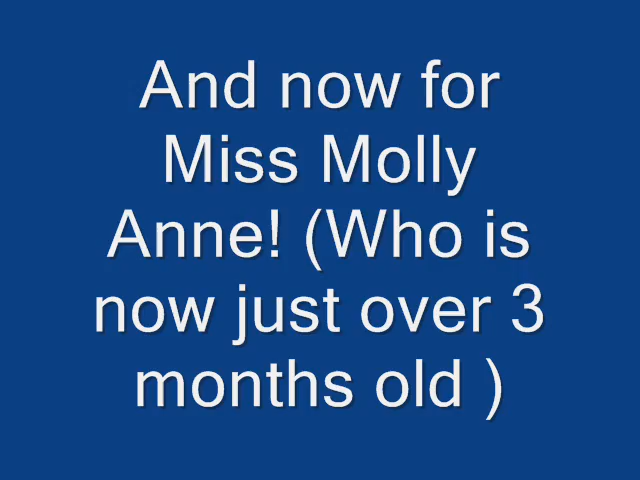 And now for
Miss Molly
Anne! (Who is
now just over 3
months old )